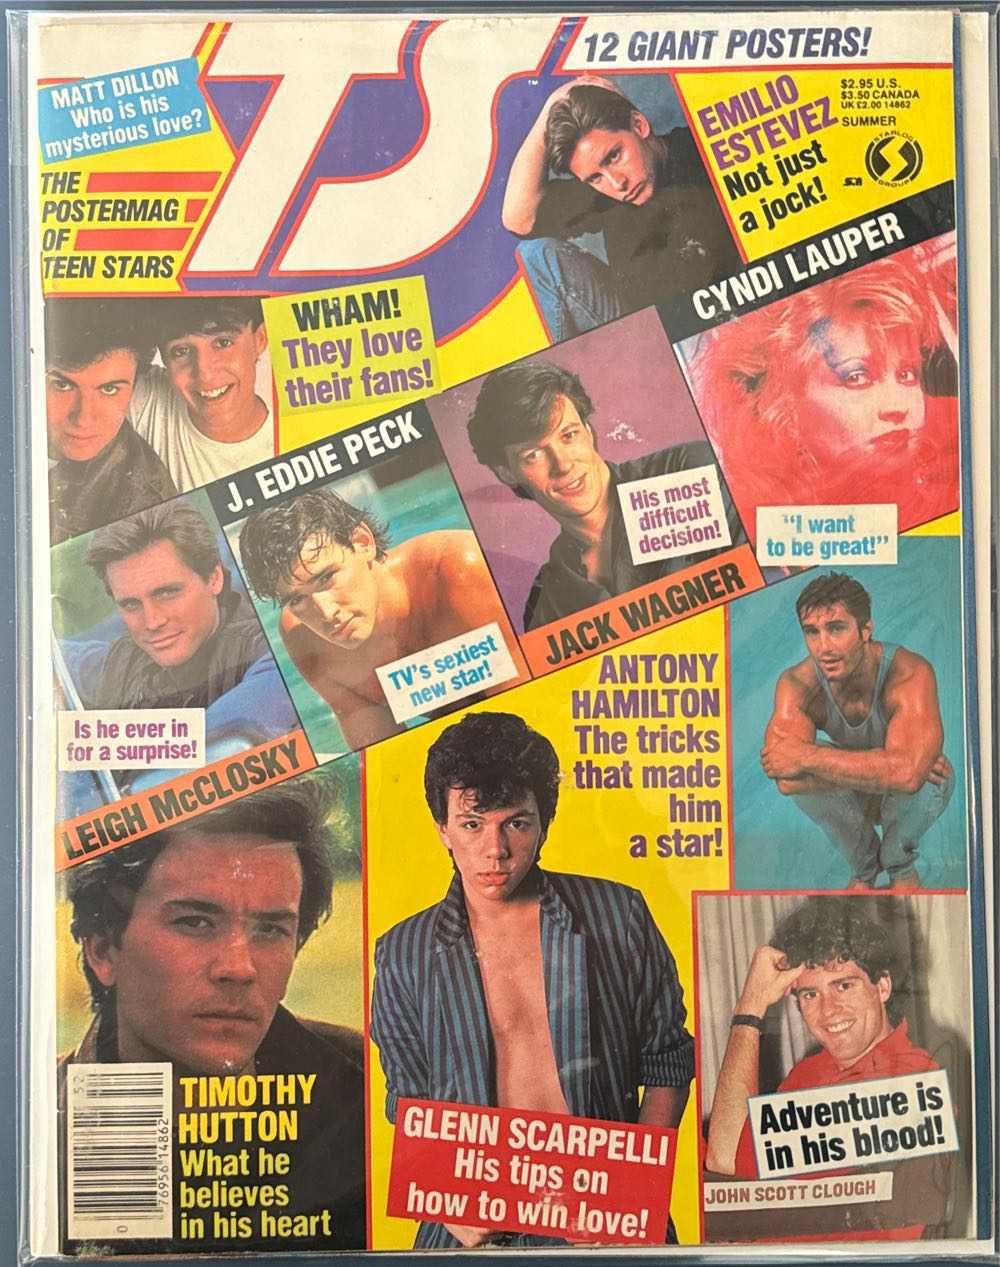 12 GIANT POSTERS!
MATT DILLON
Who is his
mysterious love?
TS
TM
EMILIO
ESTEVEZ
Not just
a jock!
$2.95 U.S.
$3.50 CANADA
UK £2.00 14862
SUMMER
STARLOG
GROUP
THE
POSTERMAG
OF
TEEN STARS
WHAM!
They love
their fans!
CYNDI LAUPER
"I want
to be great!"
J. EDDIE PECK
TV's sexiest
new star!
His most
difficult
decision!
JACK WAGNER
Is he ever in
for a surprise!
LEIGH McCLOSKY
ANTONY
HAMILTON
The tricks
that made
him
a star!
TIMOTHY
HUTTON
What he
believes
in his heart
GLENN SCARPELLI
His tips on
how to win love!
Adventure is
in his blood!
JOHN SCOTT CLOUGH
52
0
76956 14862